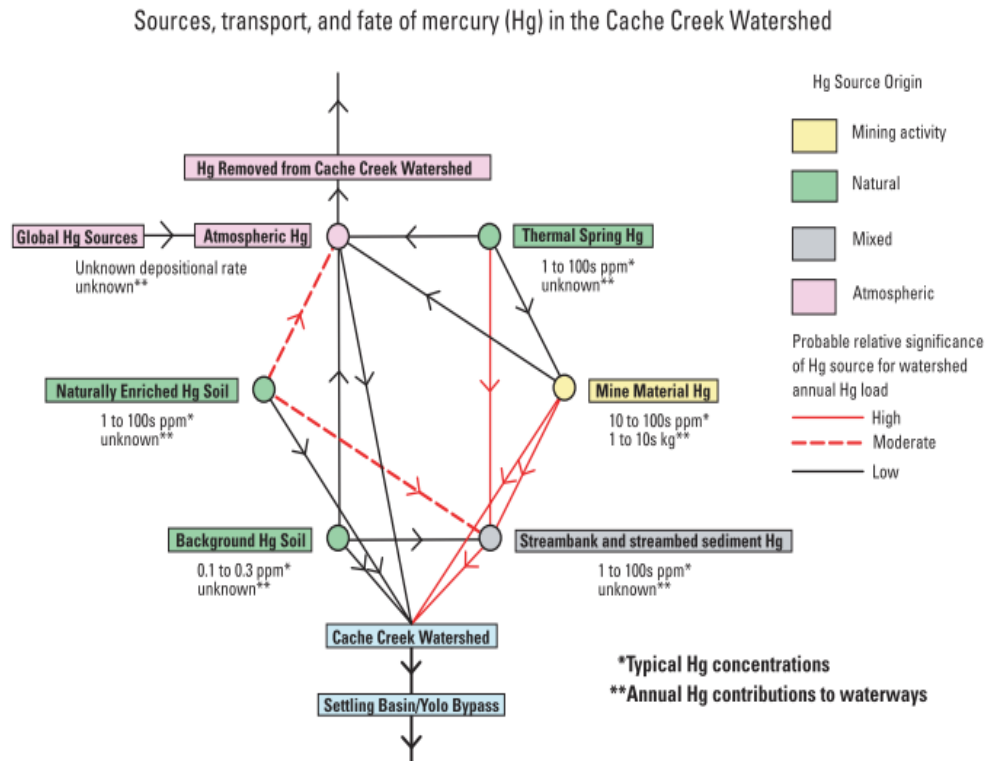 Sources, transport, and fate of mercury (Hg) in the Cache Creek Watershed
Hg Source Origin
Mining activity
Natural
Mixed
Atmospheric
Probable relative significance
of Hg source for watershed
annual Hg load
High
Moderate
Low
Hg Removed from Cache Creek Watershed
Global Hg Sources
Atmospheric Hg
Unknown depositional rate
unknown**
Thermal Spring Hg
1 to 100s ppm*
unknown**
Naturally Enriched Hg Soil
1 to 100s ppm*
unknown**
Mine Material Hg
10 to 100s ppm*
1 to 10s kg**
Background Hg Soil
0.1 to 0.3 ppm*
unknown**
Streambank and streambed sediment Hg
1 to 100s ppm*
unknown**
Cache Creek Watershed
Settling Basin/Yolo Bypass
*Typical Hg concentrations
**Annual Hg contributions to waterways